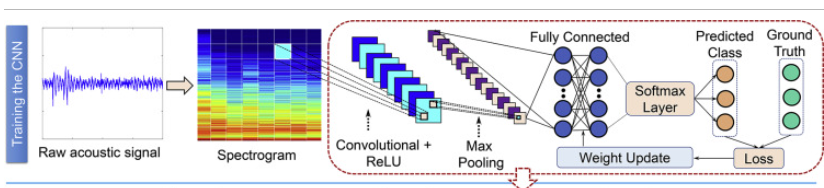 Training the CNN
Raw acoustic signal
Spectrogram
Convolutional +
ReLU
Max
Pooling
Fully Connected
Softmax
Layer
Predicted
Class
Ground
Truth
Weight Update
Loss